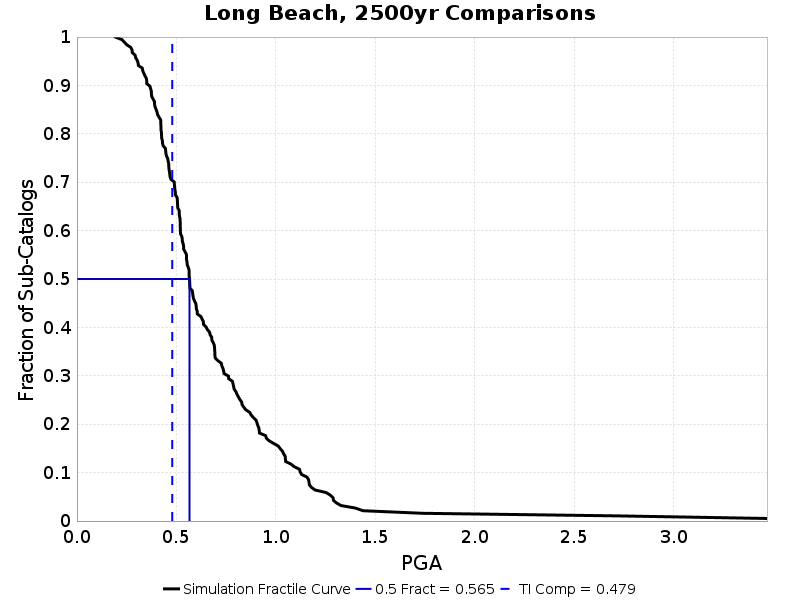 Long Beach, 2500yr Comparisons
Fraction of Sub-Catalogs
1
0.9
0.8
0.7
0.6
0.5
0.4
0.3
0.2
0.1
0
0.0 0.5 1.0 1.5 2.0 2.5 3.0
PGA
Simulation Fractile Curve 0.5 Fract = 0.565 TI Comp = 0.479